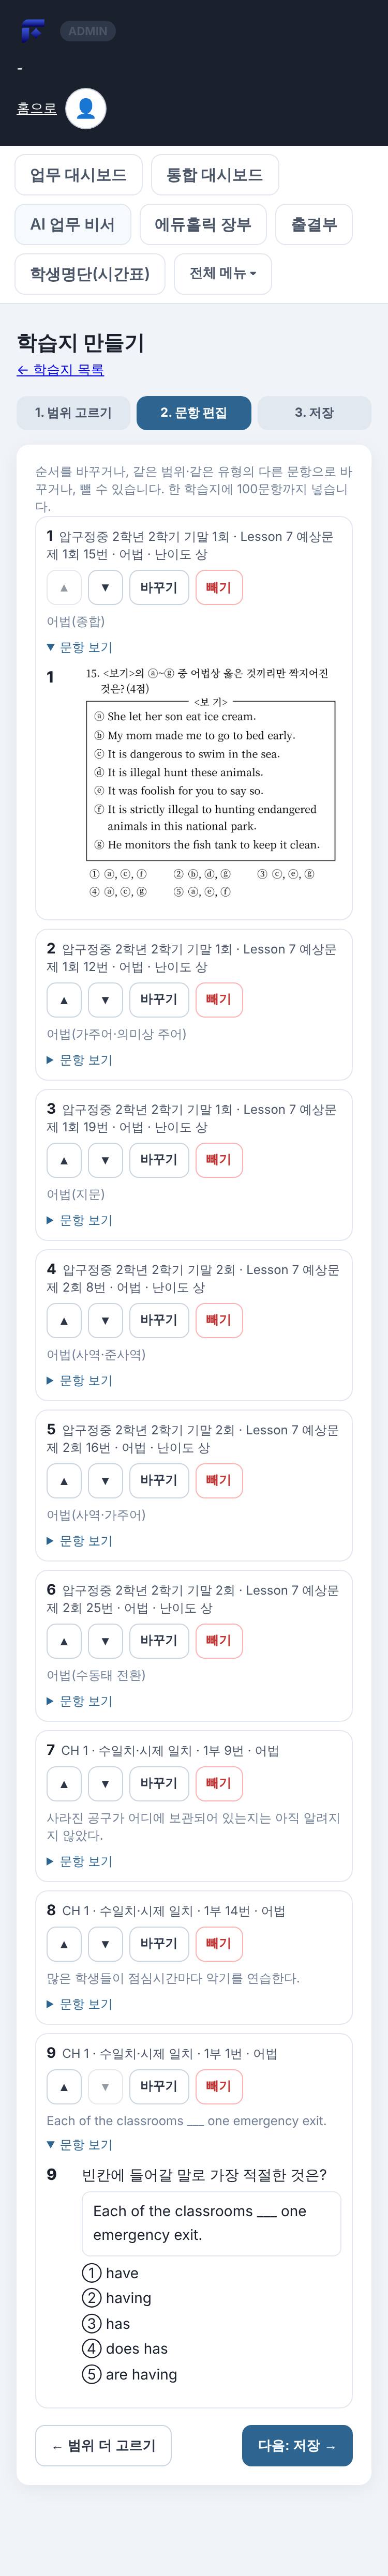 ADMIN
-
홈으로
업무 대시보드
통합 대시보드
AI 업무 비서
에듀홀릭 장부
출결부
학생명단(시간표)
전체 메뉴
학습지 만들기
← 학습지 목록
1. 범위 고르기
2. 문항 편집
3. 저장
순서를 바꾸거나, 같은 범위·같은 유형의 다른 문항으로 바
꾸거나, 뺄 수 있습니다. 한 학습지에 100문항까지 넣습니
다.
1 압구정중 2학년 2학기 기말 1회 · Lesson 7 예상문
제 1회 15번 · 어법 · 난이도 상
▲ ▼ 바꾸기 빼기
어법(종합)
▼ 문항 보기
1
15. <보기>의 ⓐ~ⓖ 중 어법상 옳은 것끼리만 짝지어진
것은? (4점)
<보 기>
ⓐ She let her son eat ice cream.
ⓑ My mom made me to go to bed early.
ⓒ It is dangerous to swim in the sea.
ⓓ It is illegal hunt these animals.
ⓔ It was foolish for you to say so.
ⓕ It is strictly illegal to hunting endangered
animals in this national park.
ⓖ He monitors the fish tank to keep it clean.
① ⓐ, ⓒ, ⓕ ② ⓑ, ⓓ, ⓖ ③ ⓒ, ⓔ, ⓖ
④ ⓐ, ⓒ, ⓖ ⑤ ⓐ, ⓔ, ⓕ
2 압구정중 2학년 2학기 기말 1회 · Lesson 7 예상문
제 1회 12번 · 어법 · 난이도 상
▲ ▼ 바꾸기 빼기
어법(가주어·의미상 주어)
▶ 문항 보기
3 압구정중 2학년 2학기 기말 1회 · Lesson 7 예상문
제 1회 19번 · 어법 · 난이도 상
▲ ▼ 바꾸기 빼기
어법(지문)
▶ 문항 보기
4 압구정중 2학년 2학기 기말 2회 · Lesson 7 예상문
제 2회 8번 · 어법 · 난이도 상
▲ ▼ 바꾸기 빼기
어법(사역·준사역)
▶ 문항 보기
5 압구정중 2학년 2학기 기말 2회 · Lesson 7 예상문
제 2회 16번 · 어법 · 난이도 상
▲ ▼ 바꾸기 빼기
어법(사역·가주어)
▶ 문항 보기
6 압구정중 2학년 2학기 기말 2회 · Lesson 7 예상문
제 2회 25번 · 어법 · 난이도 상
▲ ▼ 바꾸기 빼기
어법(수동태 전환)
▶ 문항 보기
7 CH 1 · 수일치·시제 일치 · 1부 9번 · 어법
▲ ▼ 바꾸기 빼기
사라진 공구가 어디에 보관되어 있는지는 아직 알려지
지 않았다.
▶ 문항 보기
8 CH 1 · 수일치·시제 일치 · 1부 14번 · 어법
▲ ▼ 바꾸기 빼기
많은 학생들이 점심시간마다 악기를 연습한다.
▶ 문항 보기
9 CH 1 · 수일치·시제 일치 · 1부 1번 · 어법
▲ ▼ 바꾸기 빼기
Each of the classrooms ___ one emergency exit.
▼ 문항 보기
9 빈칸에 들어갈 말로 가장 적절한 것은?
Each of the classrooms ___ one
emergency exit.
① have
② having
③ has
④ does has
⑤ are having
← 범위 더 고르기
다음: 저장 →